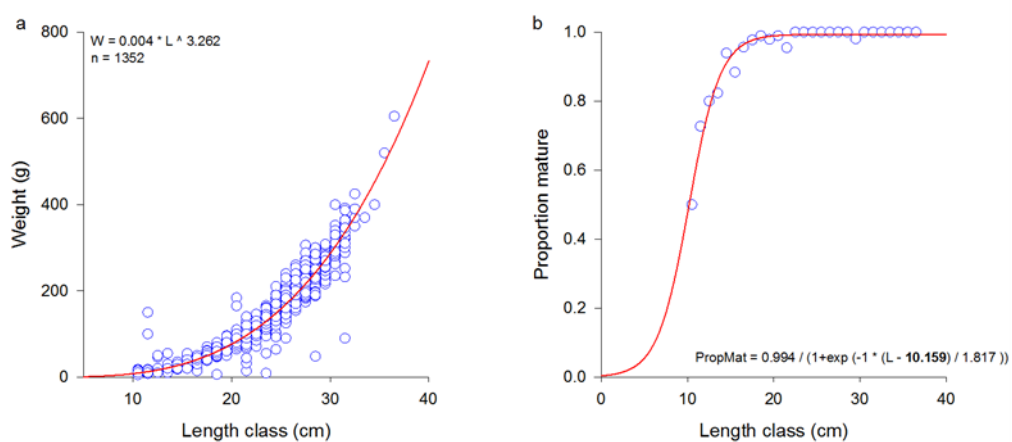 a
W = 0.004 * L ^ 3.262
n = 1352
800
600
400
200
0
Weight (g)
10
20
30
40
Length class (cm)
b
1.0
0.8
0.6
0.4
0.2
0.0
Proportion mature
PropMat = 0.994 / (1+exp (-1 * (L - 10.159) / 1.817 ))
0
10
20
30
40
Length class (cm)